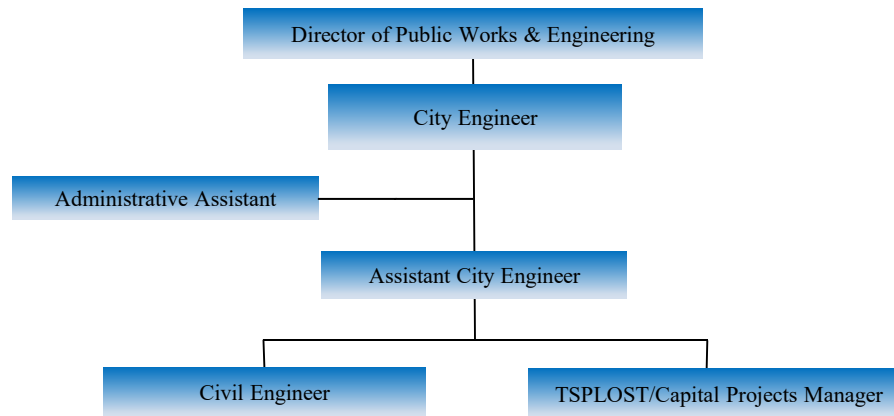 Director of Public Works & Engineering
City Engineer
Administrative Assistant
Assistant City Engineer
Civil Engineer
TSPLOST/Capital Projects Manager